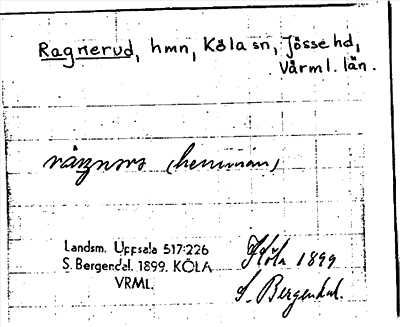 Ragnerud, hmn, Köla sn, Jösse hd,
Värml. län.
(hemman)
Landsm. Uppsala 517:226
S. Bergendal. 1899. KÖLA
VRML.
Köla 1899
S. Bergendal.